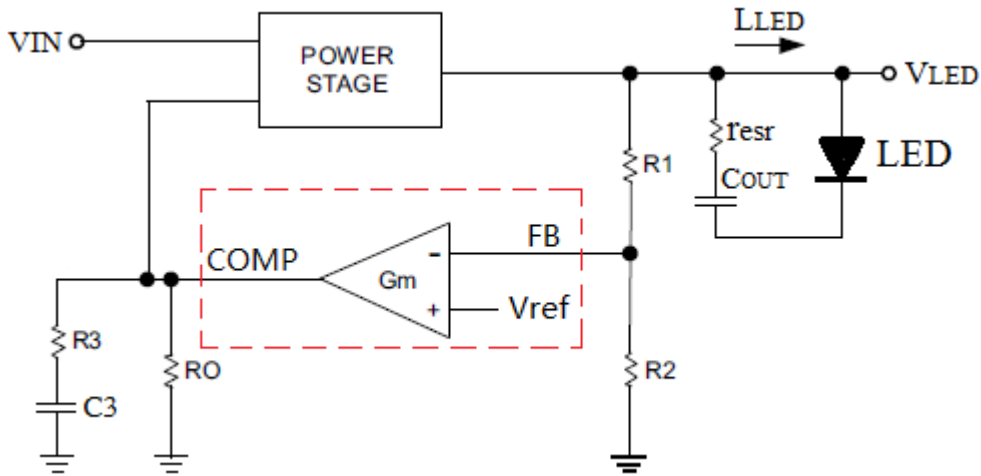 VIN
POWER
STAGE
LLED
VLED
resr
COUT
LED
R1
FB
COMP
Gm
-
+
Vref
R3
RO
R2
C3